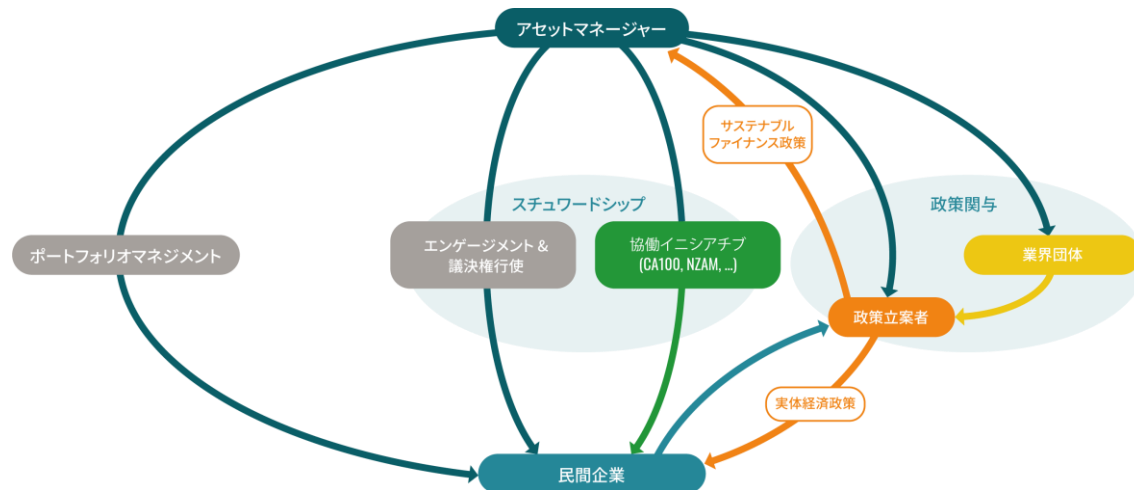 アセットマネージャー
サステナブル
ファイナンス政策
スチュワードシップ
政策関与
ポートフォリオマネジメント
エンゲージメント &
議決権行使
協働イニシアチブ
(CA100, NZAM, ...)
業界団体
政策立案者
実体経済政策
民間企業